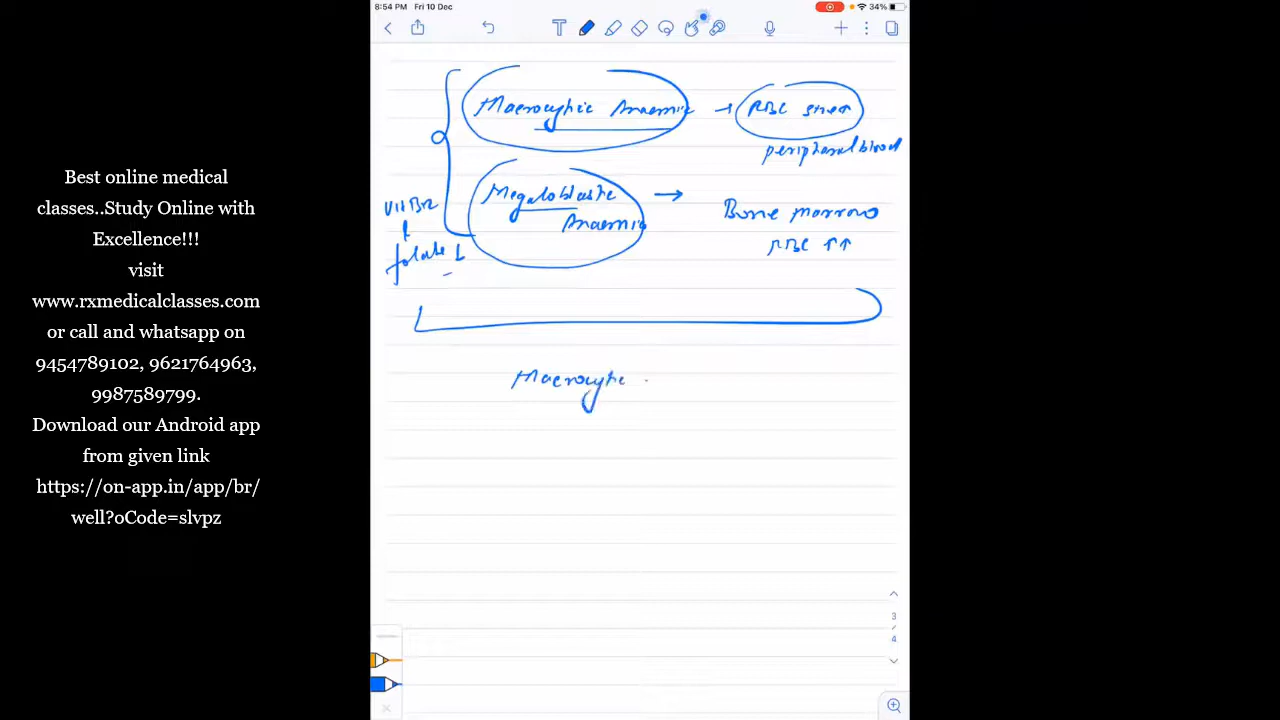 8:54 PM Fri 10 Dec
34%
Macrocytic Anaemia → RBC size↑
peripheral blood
Megaloblastic →
Anaemia
Bone marrow
RBC ↑↑
Vit B12
folate ↓
Macrocytic
3
4
Best online medical
classes..Study Online with
Excellence!!!
visit
www.rxmedicalclasses.com
or call and whatsapp on
9454789102, 9621764963,
9987589799.
Download our Android app
from given link
https://on-app.in/app/br/
well?oCode=slvpz